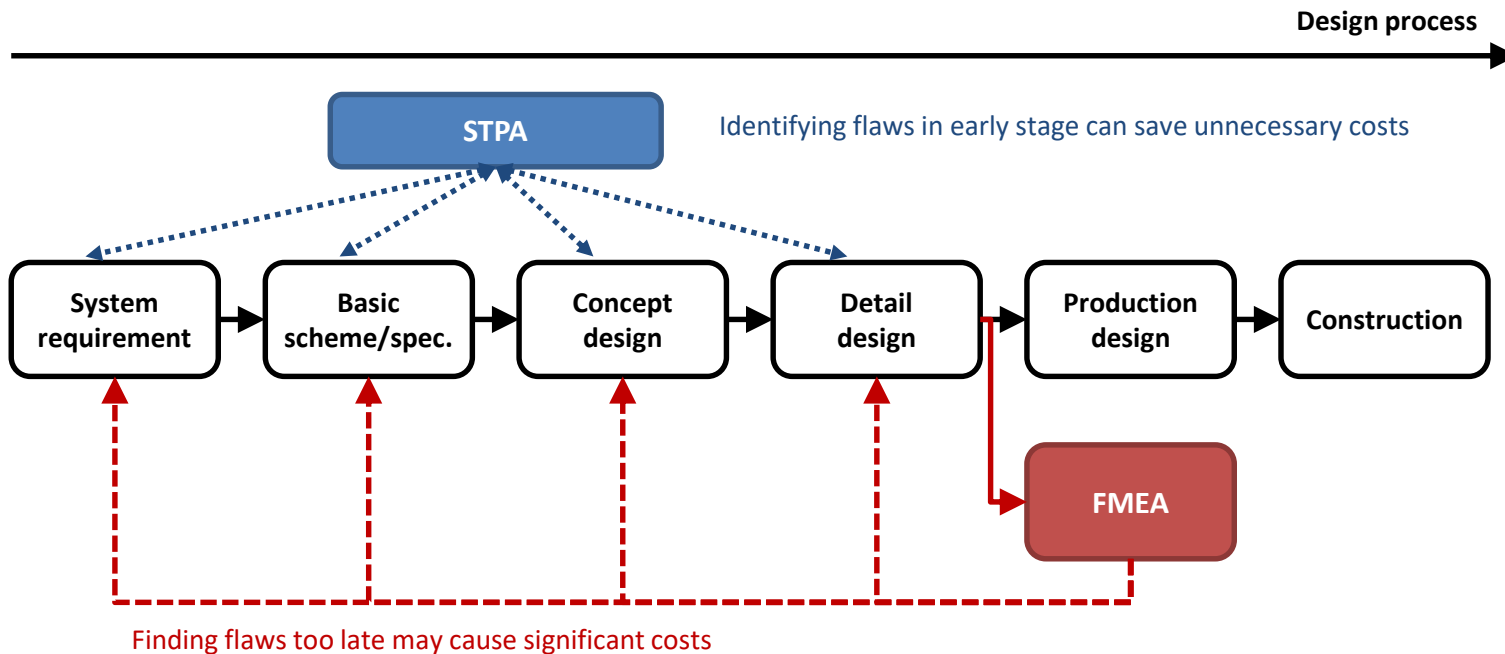 Design process
STPA
Identifying flaws in early stage can save unnecessary costs
System
requirement
Basic
scheme/spec.
Concept
design
Detail
design
Production
design
Construction
FMEA
Finding flaws too late may cause significant costs